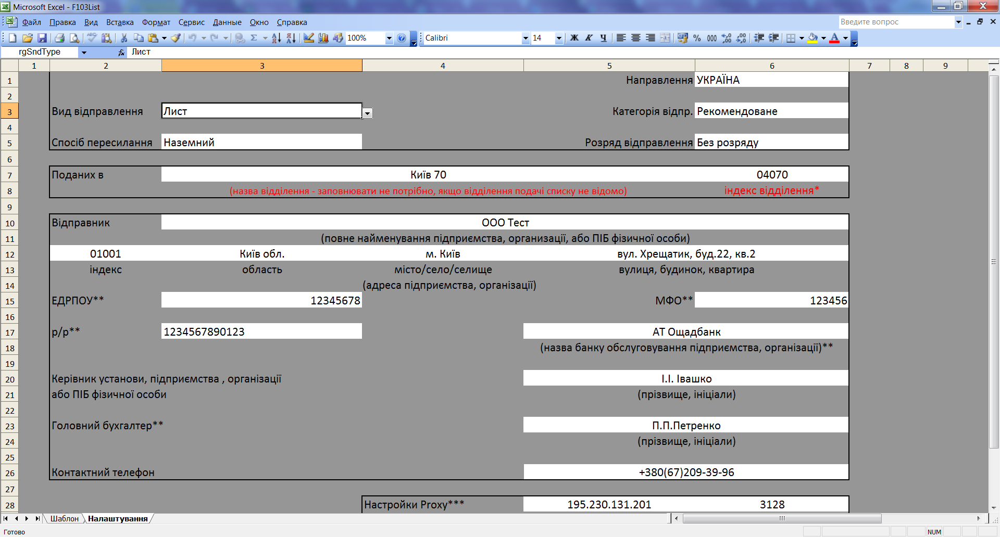 Microsoft Excel - F103List
Файл Правка Вид Вставка Формат Сервис Данные Окно Справка Введите вопрос
100% Calibri 14 Ж К Ч % 000
rgSndType fx Лист
1 2 3 4 5 6 7 8 9
1 Направлення УКРАЇНА
2
3 Вид відправлення Лист Категорія відпр. Рекомендоване
4
5 Спосіб пересилання Наземний Розряд відправлення Без розряду
6
7 Поданих в Київ 70 04070
8 (назва відділення - заповнювати не потрібно, якщо відділення подачі списку не відомо) індекс відділення*
9
10 Відправник ООО Тест
11 (повне найменування підприємства, организації, або ПІБ фізичної особи)
12 01001 Київ обл. м. Київ вул. Хрещатик, буд.22, кв.2
13 індекс область місто/село/селище вулиця, будинок, квартира
14 (адреса підприємства, організації)
15 ЕДРПОУ** 12345678 МФО** 123456
16
17 р/р** 1234567890123 АТ Ощадбанк
18 (назва банку обслуговування підприємства, організації)**
19
20 Керівник установи, підприємства , організації І.І. Івашко
21 або ПІБ фізичної особи (прізвище, ініціали)
22
23 Головний бухгалтер** П.П.Петренко
24 (прізвище, ініціали)
25
26 Контактний телефон +380(67)209-39-96
27
28 Настройки Proxy*** 195.230.131.201 3128
Шаблон Налаштування
Готово NUM